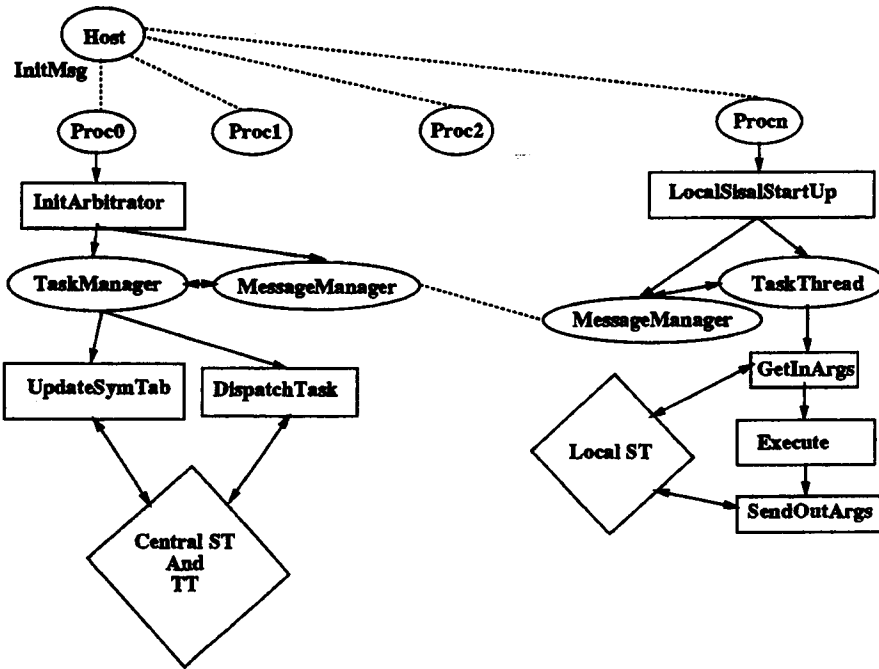 Host
InitMsg
Proc0
Proc1
Proc2
Procn
InitArbitrator
LocalSisalStartUp
TaskManager
MessageManager
TaskThread
MessageManager
UpdateSymTab
DispatchTask
GetInArgs
Local ST
Execute
SendOutArgs
Central ST
And
TT